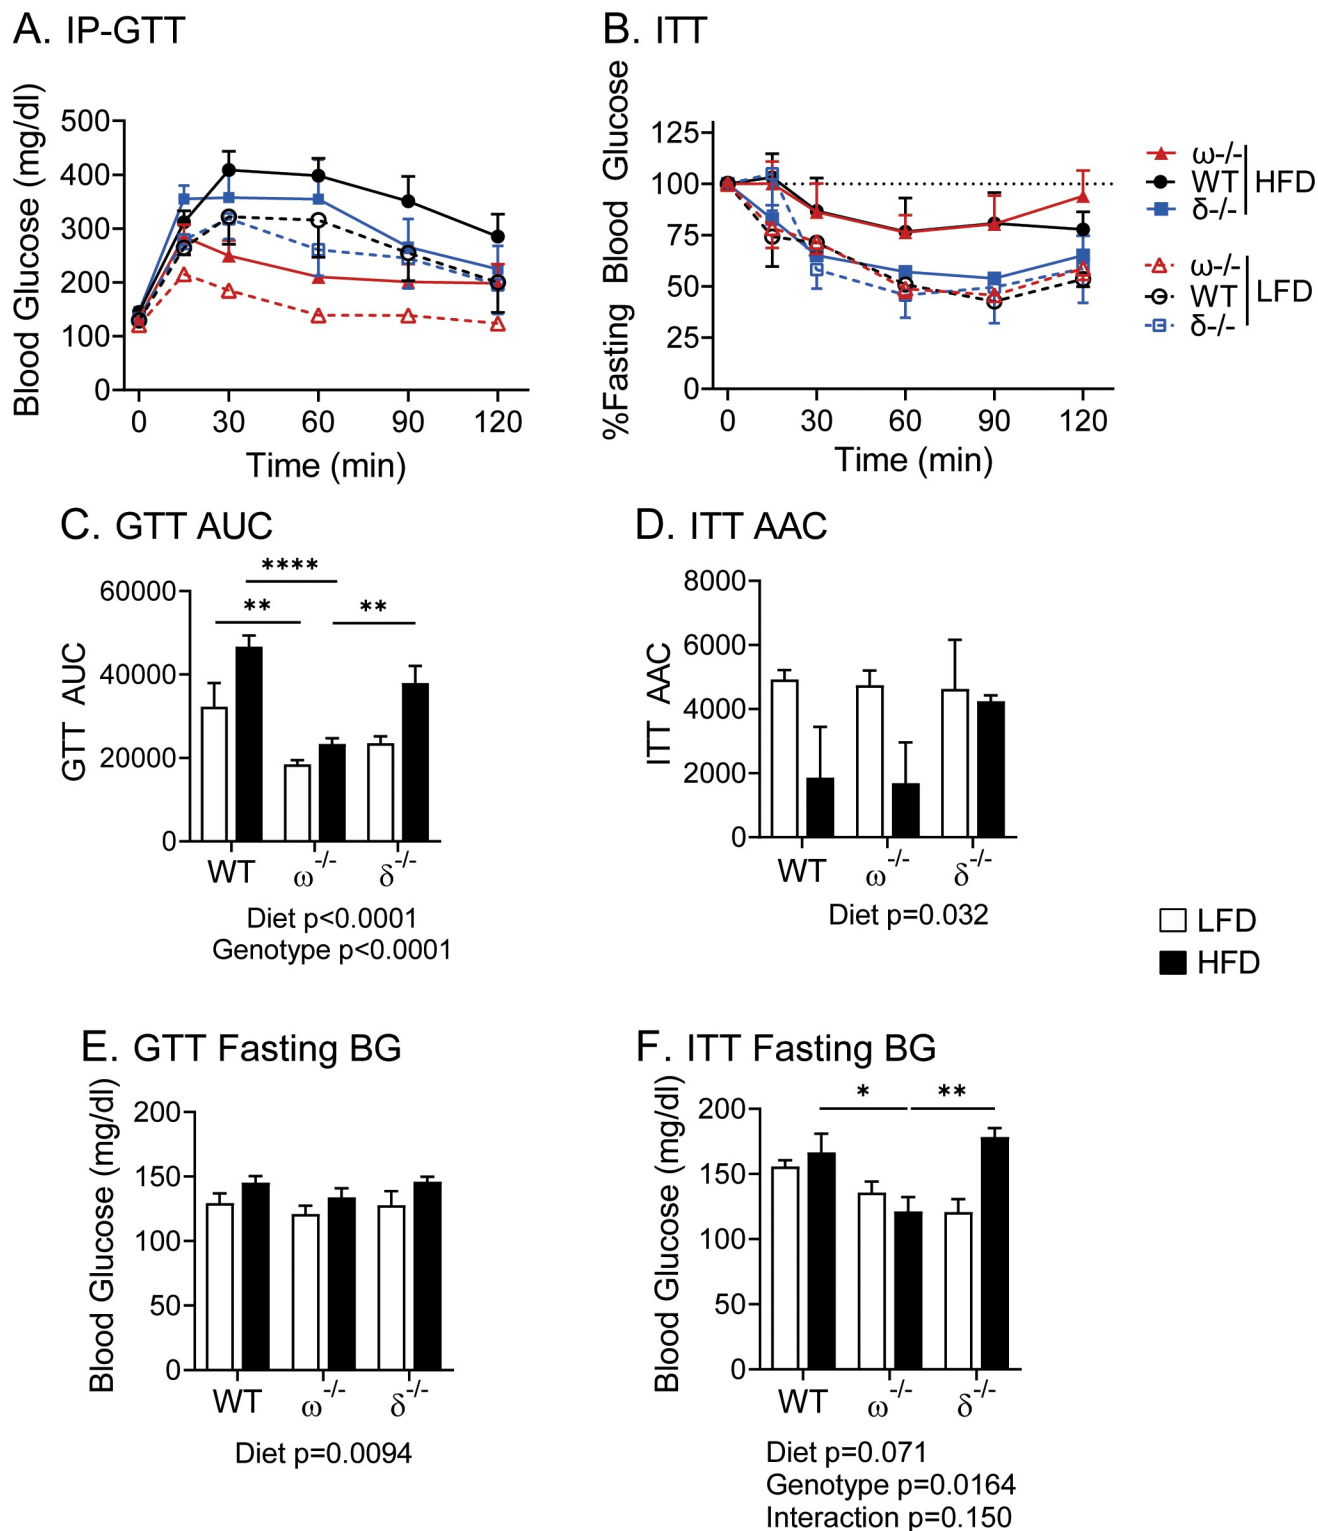 A. IP-GTT
Blood Glucose (mg/dl)
500
400
300
200
100
0
0 30 60 90 120
Time (min)
B. ITT
%Fasting Blood Glucose
125
100
75
50
25
0
0 30 60 90 120
Time (min)
ω-/-
WT
δ-/-
HFD
ω-/-
WT
δ-/-
LFD
C. GTT AUC
GTT AUC
60000
40000
20000
0
****
** **
WT ω-/- δ-/-
Diet p<0.0001
Genotype p<0.0001
D. ITT AAC
ITT AAC
8000
6000
4000
2000
0
WT ω-/- δ-/-
Diet p=0.032
LFD
HFD
E. GTT Fasting BG
Blood Glucose (mg/dl)
200
150
100
50
0
WT ω-/- δ-/-
Diet p=0.0094
F. ITT Fasting BG
Blood Glucose (mg/dl)
200
150
100
50
0
* **
WT ω-/- δ-/-
Diet p=0.071
Genotype p=0.0164
Interaction p=0.150